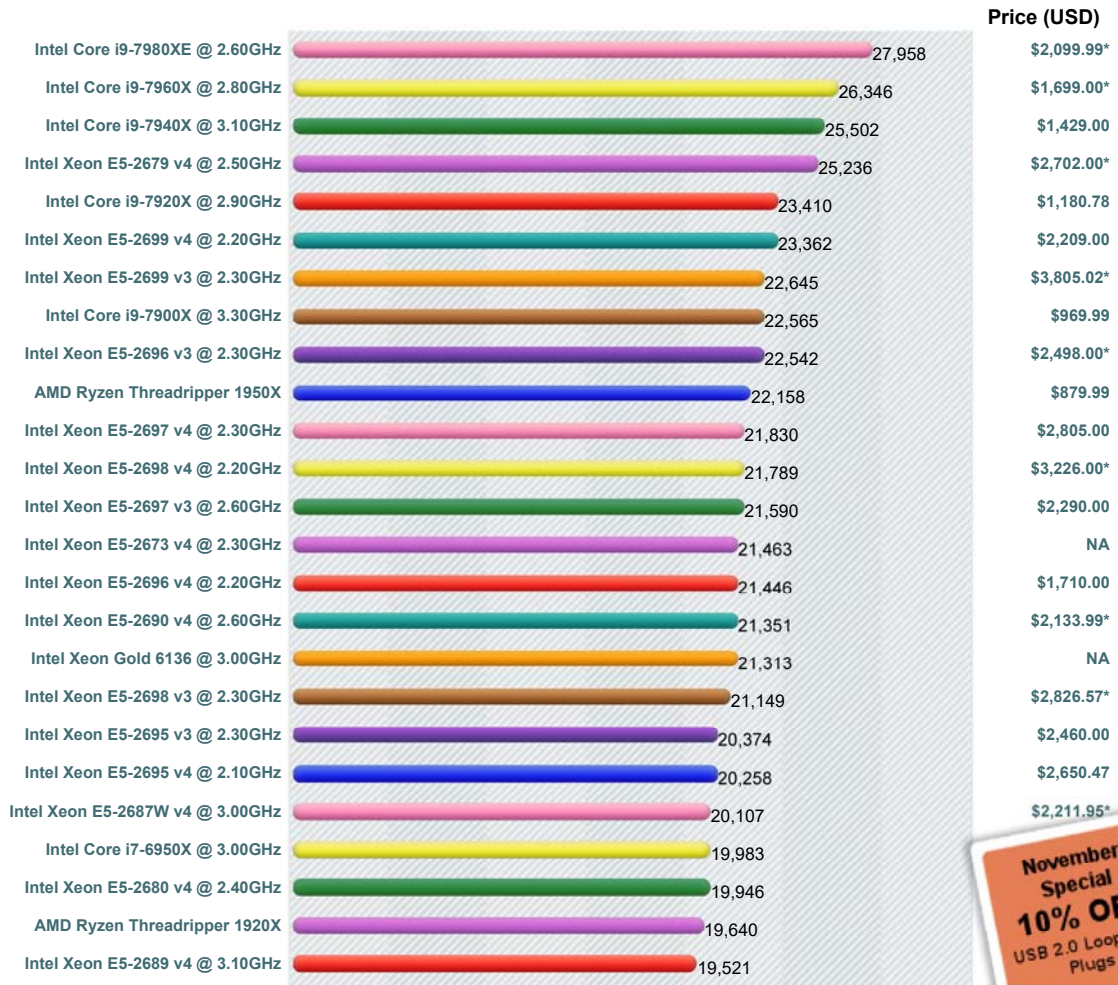 Price (USD)
Intel Core i9-7980XE @ 2.60GHz 27,958 $2,099.99*
Intel Core i9-7960X @ 2.80GHz 26,346 $1,699.00*
Intel Core i9-7940X @ 3.10GHz 25,502 $1,429.00
Intel Xeon E5-2679 v4 @ 2.50GHz 25,236 $2,702.00*
Intel Core i9-7920X @ 2.90GHz 23,410 $1,180.78
Intel Xeon E5-2699 v4 @ 2.20GHz 23,362 $2,209.00
Intel Xeon E5-2699 v3 @ 2.30GHz 22,645 $3,805.02*
Intel Core i9-7900X @ 3.30GHz 22,565 $969.99
Intel Xeon E5-2696 v3 @ 2.30GHz 22,542 $2,498.00*
AMD Ryzen Threadripper 1950X 22,158 $879.99
Intel Xeon E5-2697 v4 @ 2.30GHz 21,830 $2,805.00
Intel Xeon E5-2698 v4 @ 2.20GHz 21,789 $3,226.00*
Intel Xeon E5-2697 v3 @ 2.60GHz 21,590 $2,290.00
Intel Xeon E5-2673 v4 @ 2.30GHz 21,463 NA
Intel Xeon E5-2696 v4 @ 2.20GHz 21,446 $1,710.00
Intel Xeon E5-2690 v4 @ 2.60GHz 21,351 $2,133.99*
Intel Xeon Gold 6136 @ 3.00GHz 21,313 NA
Intel Xeon E5-2698 v3 @ 2.30GHz 21,149 $2,826.57*
Intel Xeon E5-2695 v3 @ 2.30GHz 20,374 $2,460.00
Intel Xeon E5-2695 v4 @ 2.10GHz 20,258 $2,650.47
Intel Xeon E5-2687W v4 @ 3.00GHz 20,107 $2,211.95*
Intel Core i7-6950X @ 3.00GHz 19,983
Intel Xeon E5-2680 v4 @ 2.40GHz 19,946
AMD Ryzen Threadripper 1920X 19,640
Intel Xeon E5-2689 v4 @ 3.10GHz 19,521
November
Special
10%
USB 2.0 Loop
Plugs